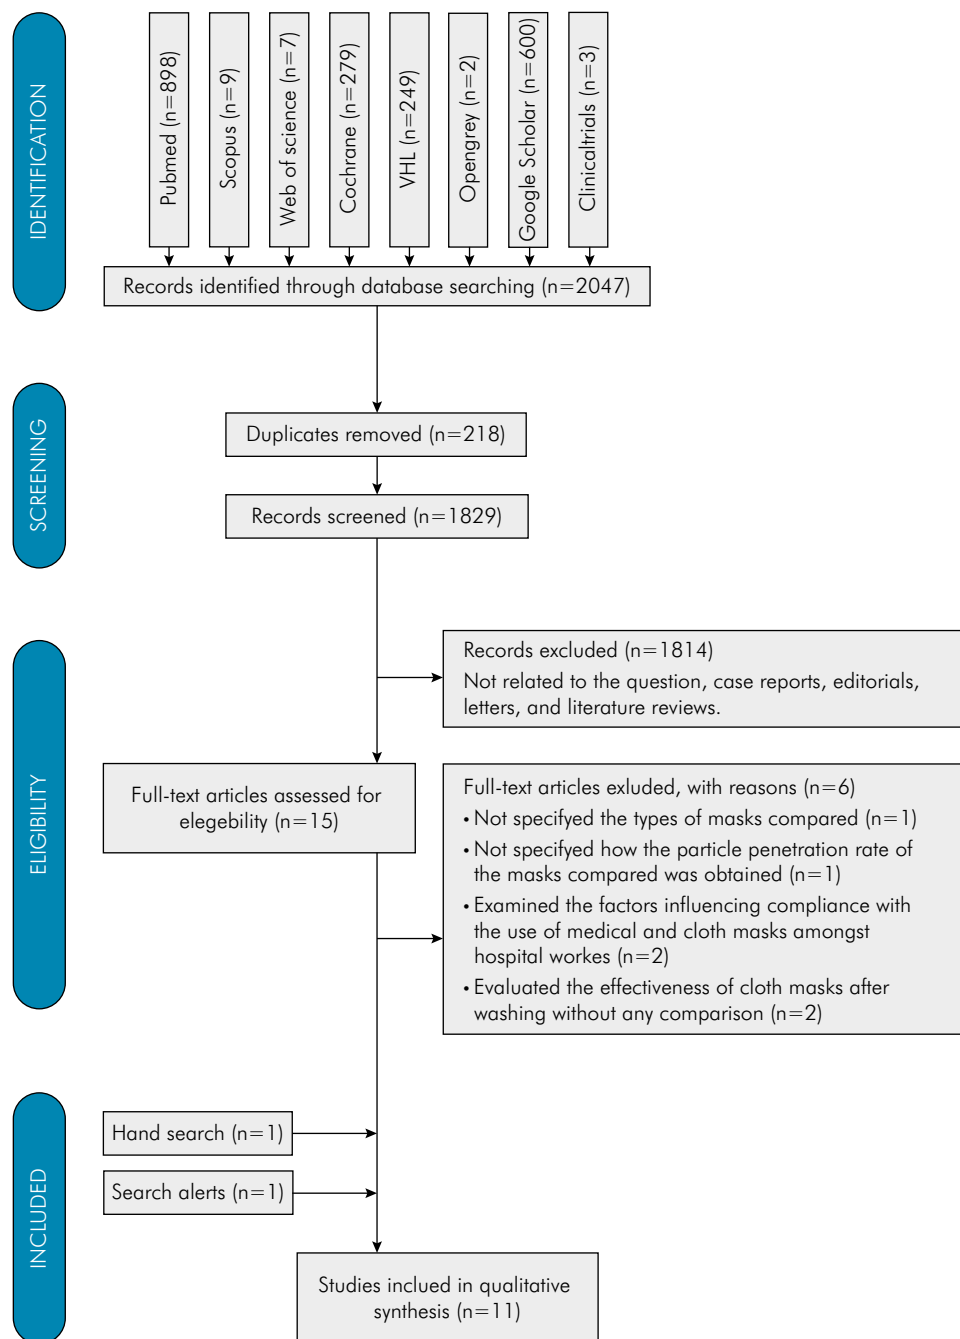 IDENTIFICATION
Pubmed (n=898)
Scopus (n=9)
Web of science (n=7)
Cochrane (n=279)
VHL (n=249)
Opengrey (n=2)
Google Scholar (n=600)
Clinicaltrials (n=3)
Records identified through database searching (n=2047)
SCREENING
Duplicates removed (n=218)
Records screened (n=1829)
ELIGIBILITY
Records excluded (n=1814)
Not related to the question, case reports, editorials,
letters, and literature reviews.
Full-text articles assessed for
elegebility (n=15)
Full-text articles exluded, with reasons (n=6)
• Not specifyed the types of masks compared (n=1)
• Not specifyed how the particle penetration rate of
the masks compared was obtained (n=1)
• Examined the factors influencing compliance with
the use of medical and cloth masks amongst
hospital workes (n=2)
• Evaluated the effectiveness of cloth masks after
washing without any comparison (n=2)
INCLUDED
Hand search (n=1)
Search alerts (n=1)
Studies inclued in qualitative
synthesis (n=11)